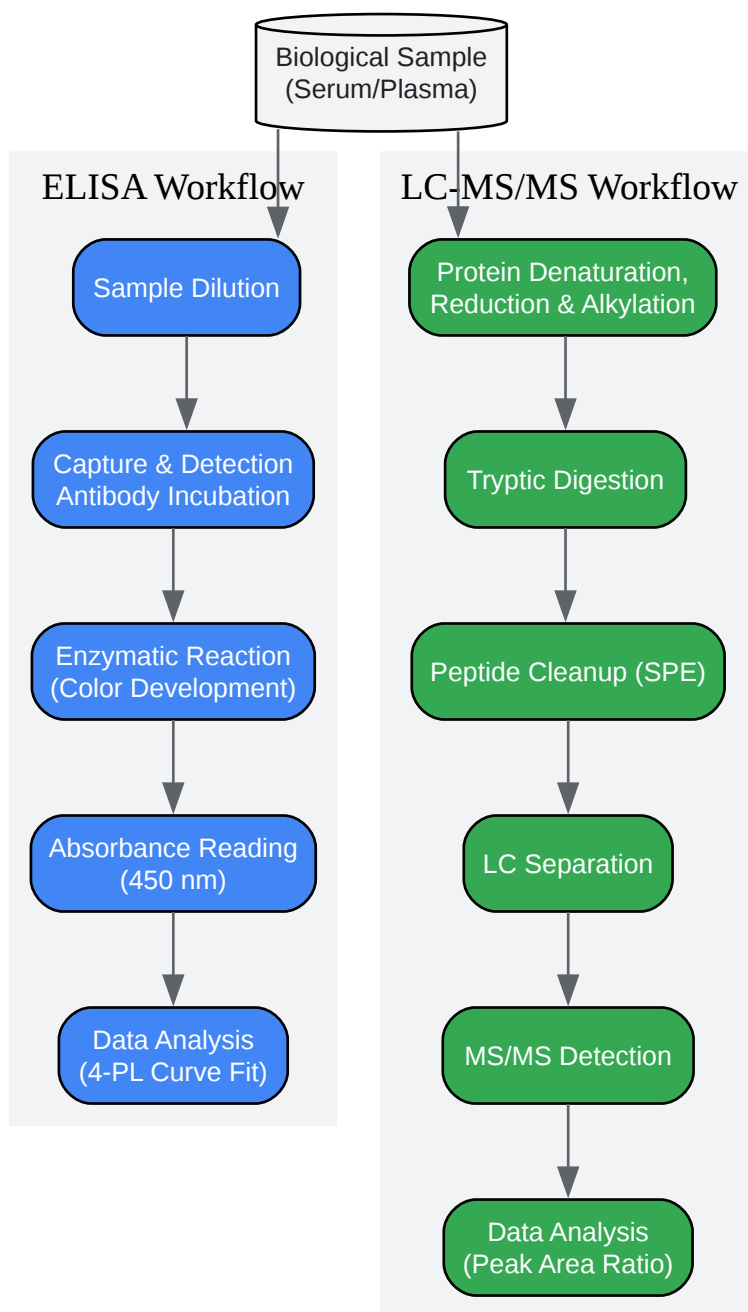 Biological Sample
(Serum/Plasma)
ELISA Workflow
Sample Dilution
Capture & Detection
Antibody Incubation
Enzymatic Reaction
(Color Development)
Absorbance Reading
(450 nm)
Data Analysis
(4-PL Curve Fit)
LC-MS/MS Workflow
Protein Denaturation,
Reduction & Alkylation
Tryptic Digestion
Peptide Cleanup (SPE)
LC Separation
MS/MS Detection
Data Analysis
(Peak Area Ratio)